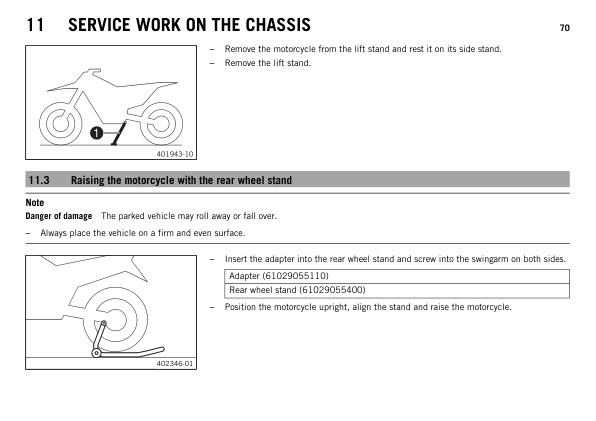 11 SERVICE WORK ON THE CHASSIS 70
– Remove the motorcycle from the lift stand and rest it on its side stand.
– Remove the lift stand.
1
401943-10
11.3 Raising the motorcycle with the rear wheel stand
Note
Danger of damage The parked vehicle may roll away or fall over.
– Always place the vehicle on a firm and even surface.
– Insert the adapter into the rear wheel stand and screw into the swingarm on both sides.
Adapter (61029055110)
Rear wheel stand (61029055400)
– Position the motorcycle upright, align the stand and raise the motorcycle.
402346-01